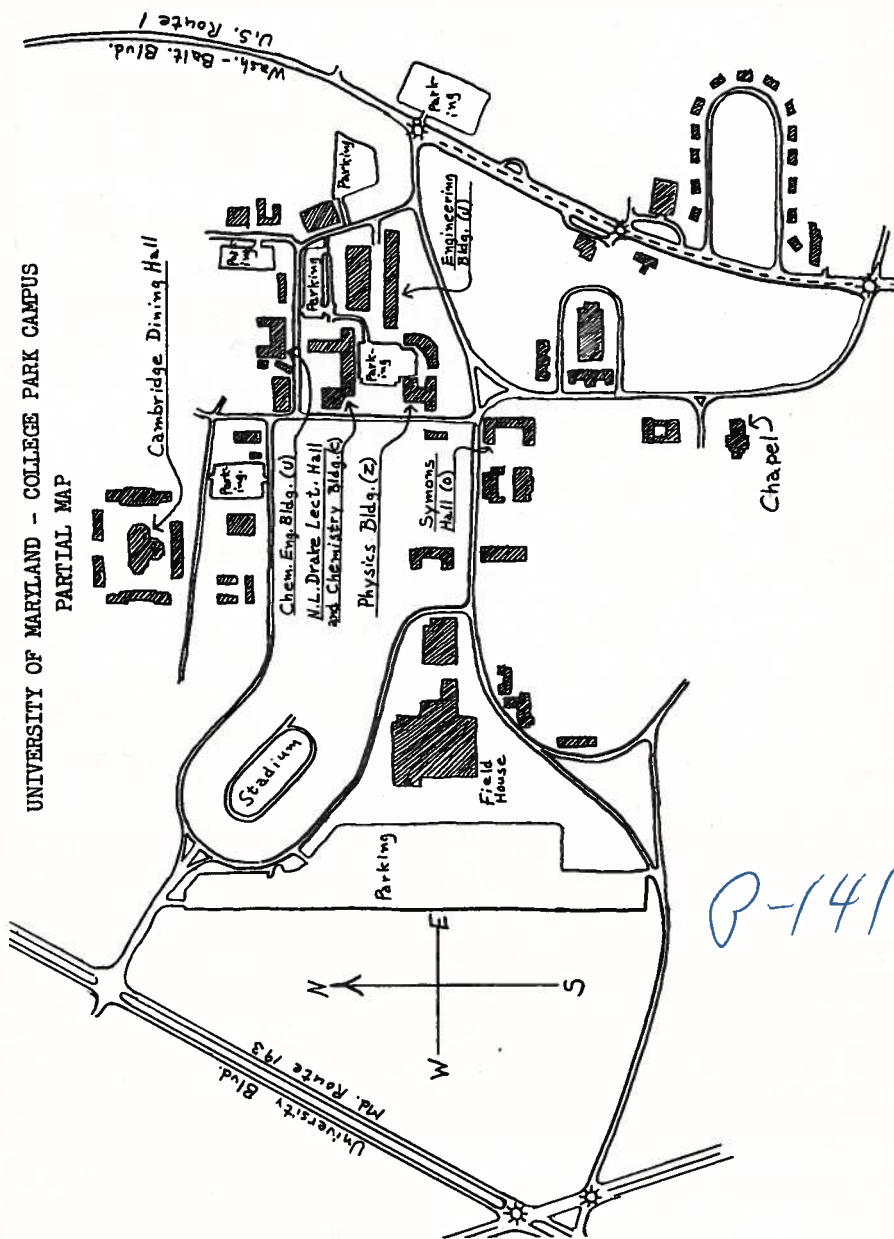 UNIVERSITY OF MARYLAND - COLLEGE PARK CAMPUS
PARTIAL MAP
Cambridge Dining Hall
Wash. - Balt. Blvd.
U.S. Route 1
Park-
ing
Parking
Par k-
ing
Parking
Park-
ing.
Park-
ing
Engineering
Bldg. (J)
Chem. Eng. Bldg. (U)
N.L. Drake Lect. Hall
and Chemistry Bldg. (C)
Physics Bldg. (Z)
Symons
Hall (O)
Chapel
Stadium
Field
House
Parking
N
E
S
W
University Blvd.
Md. Route 193
P-141